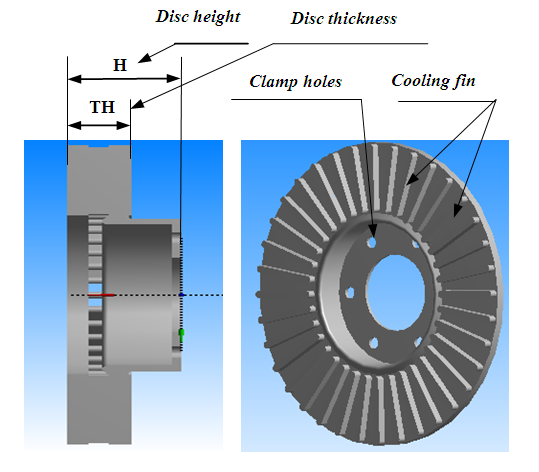 Disc height
Disc thickness
H
TH
Clamp holes
Cooling fin